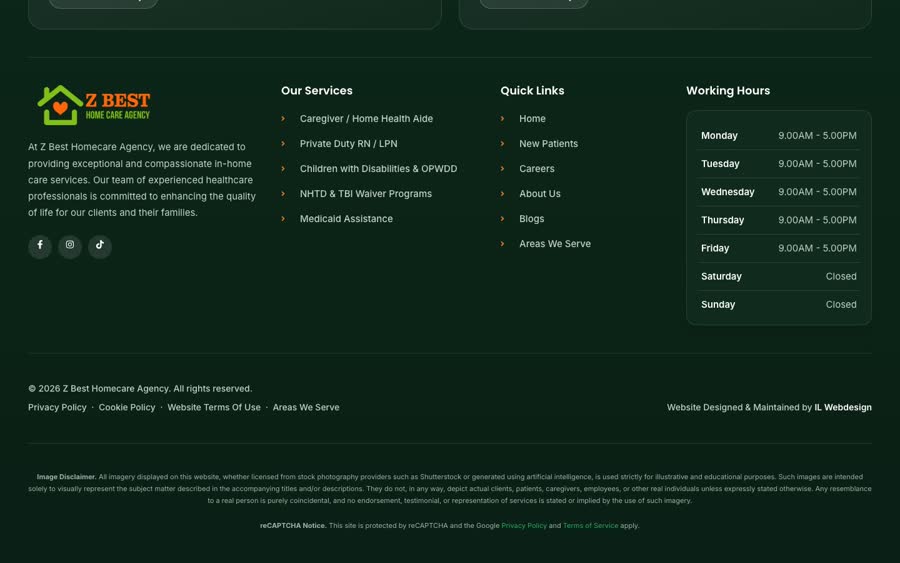 Z BEST
HOME CARE AGENCY
At Z Best Homecare Agency, we are dedicated to
providing exceptional and compassionate in-home
care services. Our team of experienced healthcare
professionals is committed to enhancing the quality
of life for our clients and their families.
Our Services
Caregiver / Home Health Aide
Private Duty RN / LPN
Children with Disabilities & OPWDD
NHTD & TBI Waiver Programs
Medicaid Assistance
Quick Links
Home
New Patients
Careers
About Us
Blogs
Areas We Serve
Working Hours
Monday 9.00AM - 5.00PM
Tuesday 9.00AM - 5.00PM
Wednesday 9.00AM - 5.00PM
Thursday 9.00AM - 5.00PM
Friday 9.00AM - 5.00PM
Saturday Closed
Sunday Closed
© 2026 Z Best Homecare Agency. All rights reserved.
Privacy Policy · Cookie Policy · Website Terms Of Use · Areas We Serve
Website Designed & Maintained by IL Webdesign
Image Disclaimer. All imagery displayed on this website, whether licensed from stock photography providers such as Shutterstock or generated using artificial intelligence, is used strictly for illustrative and educational purposes. Such images are intended
solely to visually represent the subject matter described in the accompanying titles and/or descriptions. They do not, in any way, depict actual clients, patients, caregivers, employees, or other real individuals unless expressly stated otherwise. Any resemblance
to a real person is purely coincidental, and no endorsement, testimonial, or representation of services is stated or implied by the use of such imagery.
reCAPTCHA Notice. This site is protected by reCAPTCHA and the Google Privacy Policy and Terms of Service apply.